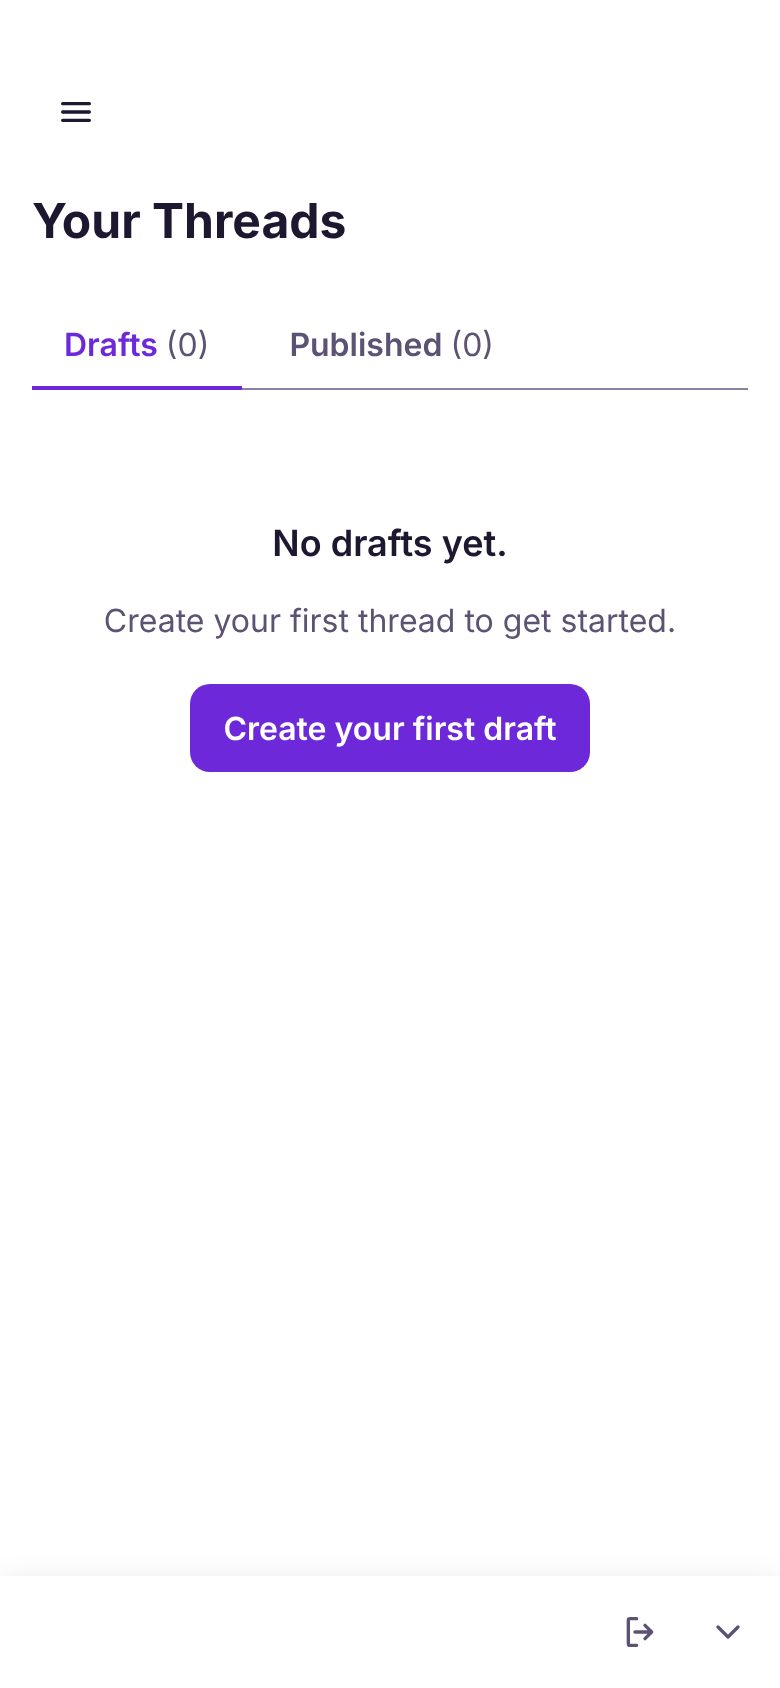 Your Threads
Drafts (0) Published (0)
No drafts yet.
Create your first thread to get started.
Create your first draft